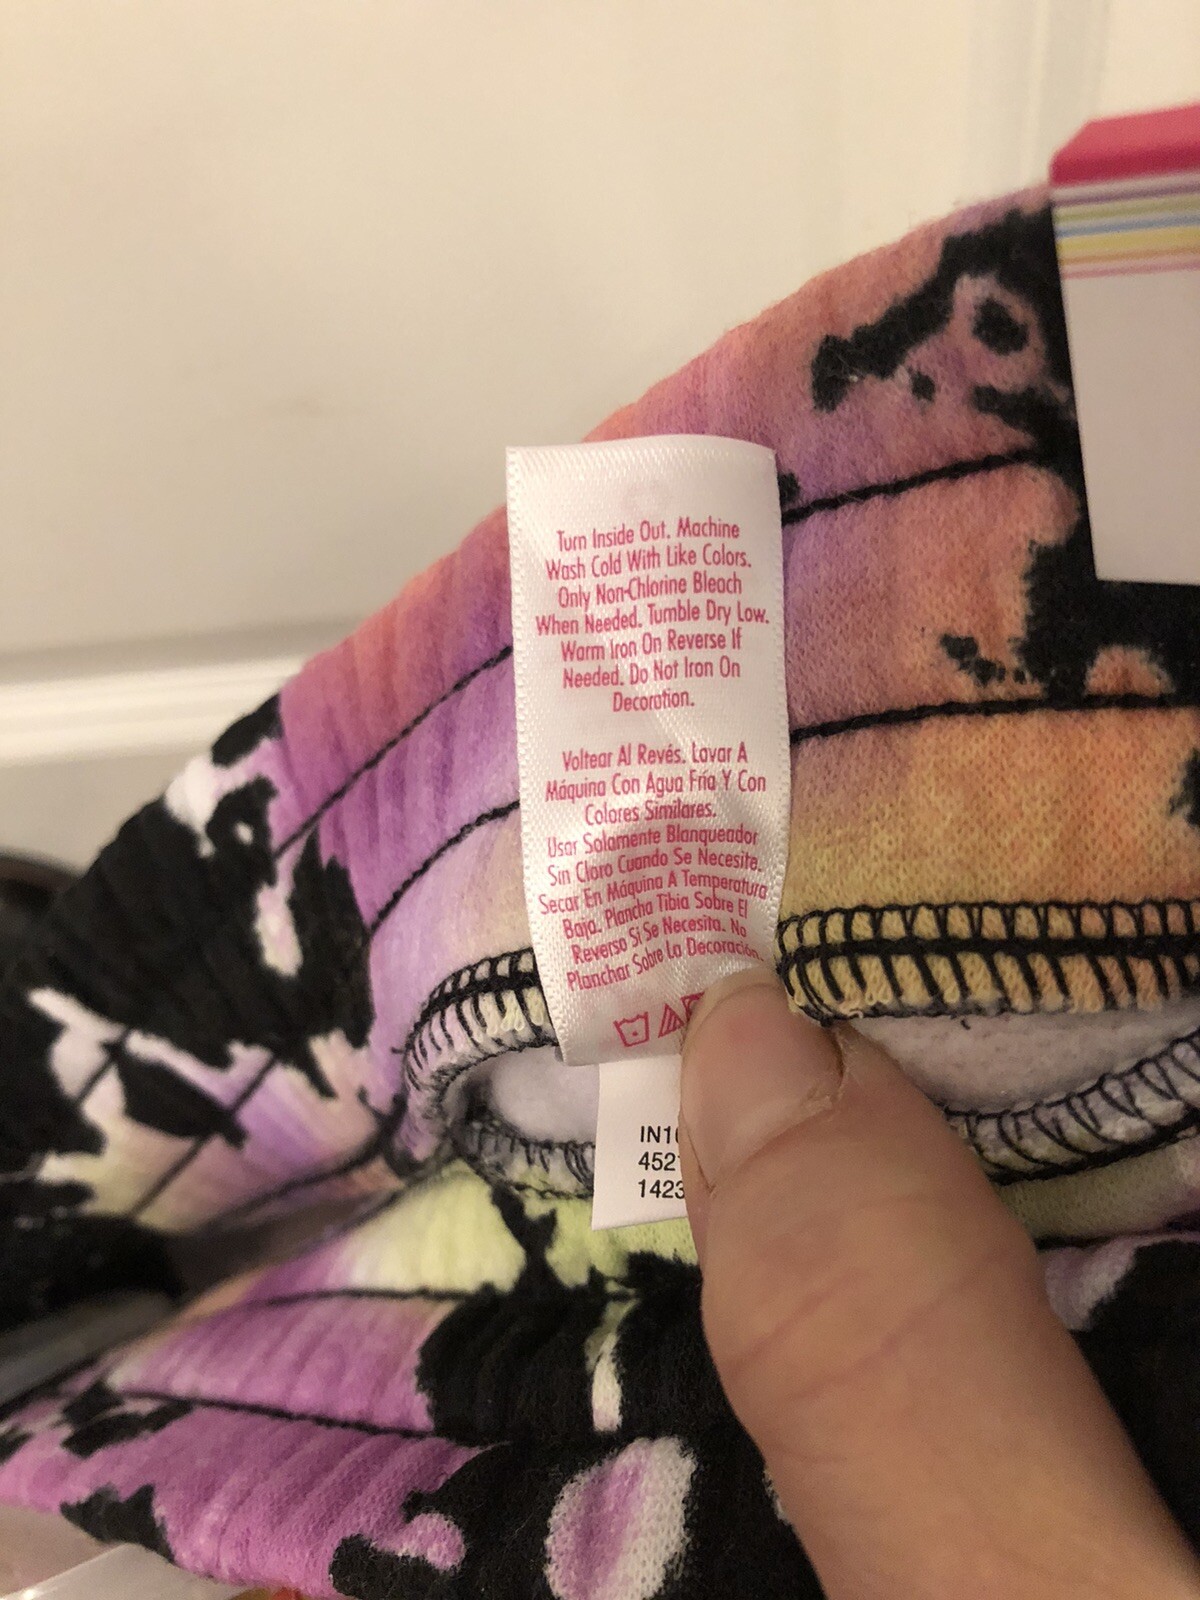 Turn Inside Out. Machine
Wash Cold With Like Colors.
Only Non-Chlorine Bleach
When Needed. Tumble Dry Low.
Warm Iron On Reverse If
Needed. Do Not Iron On
Decoration.
Voltear Al Revés. Lavar A
Máquina Con Agua Fría Y Con
Colores Similares.
Usar Solamente Blanqueador
Sin Cloro Cuando Se Necesite.
Secar En Máquina A Temperatura
Baja. Plancha Tibia Sobre El
Reverso Si Se Necesita. No
Planchar Sobre La Decoración.